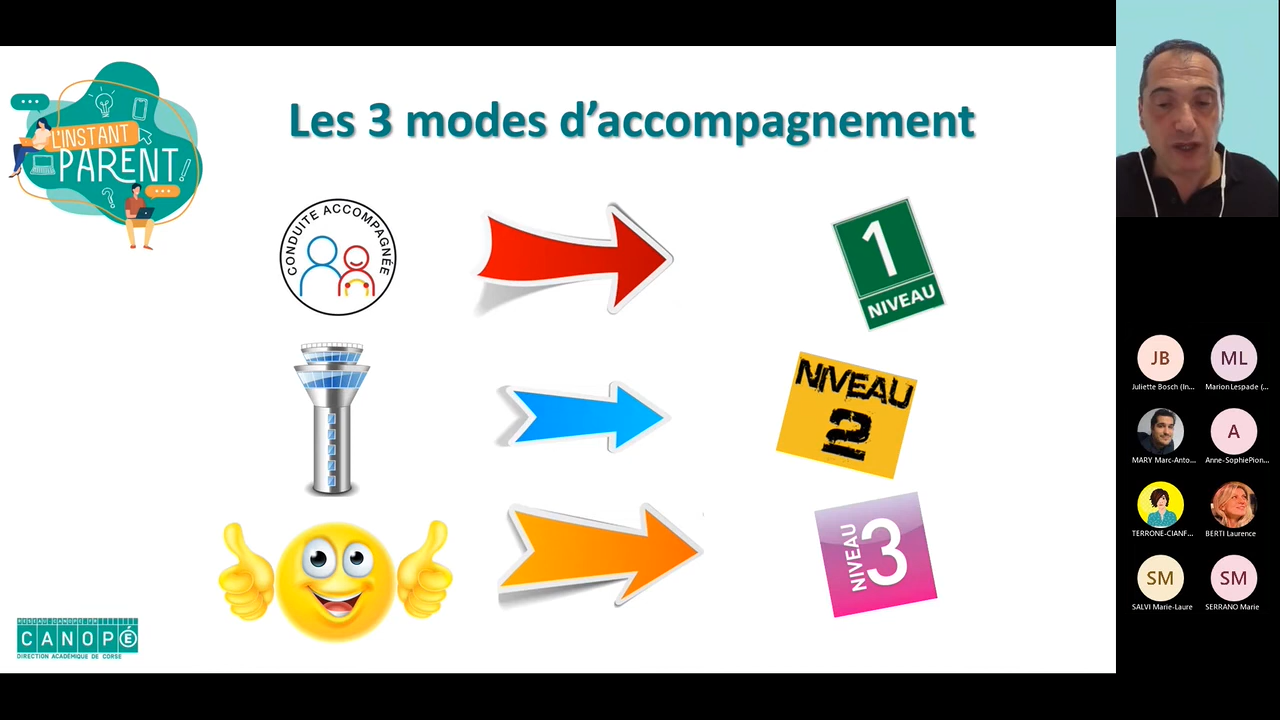 Les 3 modes d'accompagnement
L'INSTANT
PARENT
CONDUITE ACCOMPAGNÉE
1
NIVEAU
NIVEAU
2
NIVEAU
3
CANOPÉ
DIRECTION ACADÉMIQUE DE CORSE
JB
ML
Juliette Bosch (In...
Marion Lespade (...
A
MARY Marc-Anto...
Anne-SophiePion...
TERRONE-CIANF...
BERTI Laurence
SM
SM
SALVI Marie-Laure
SERRANO Marie